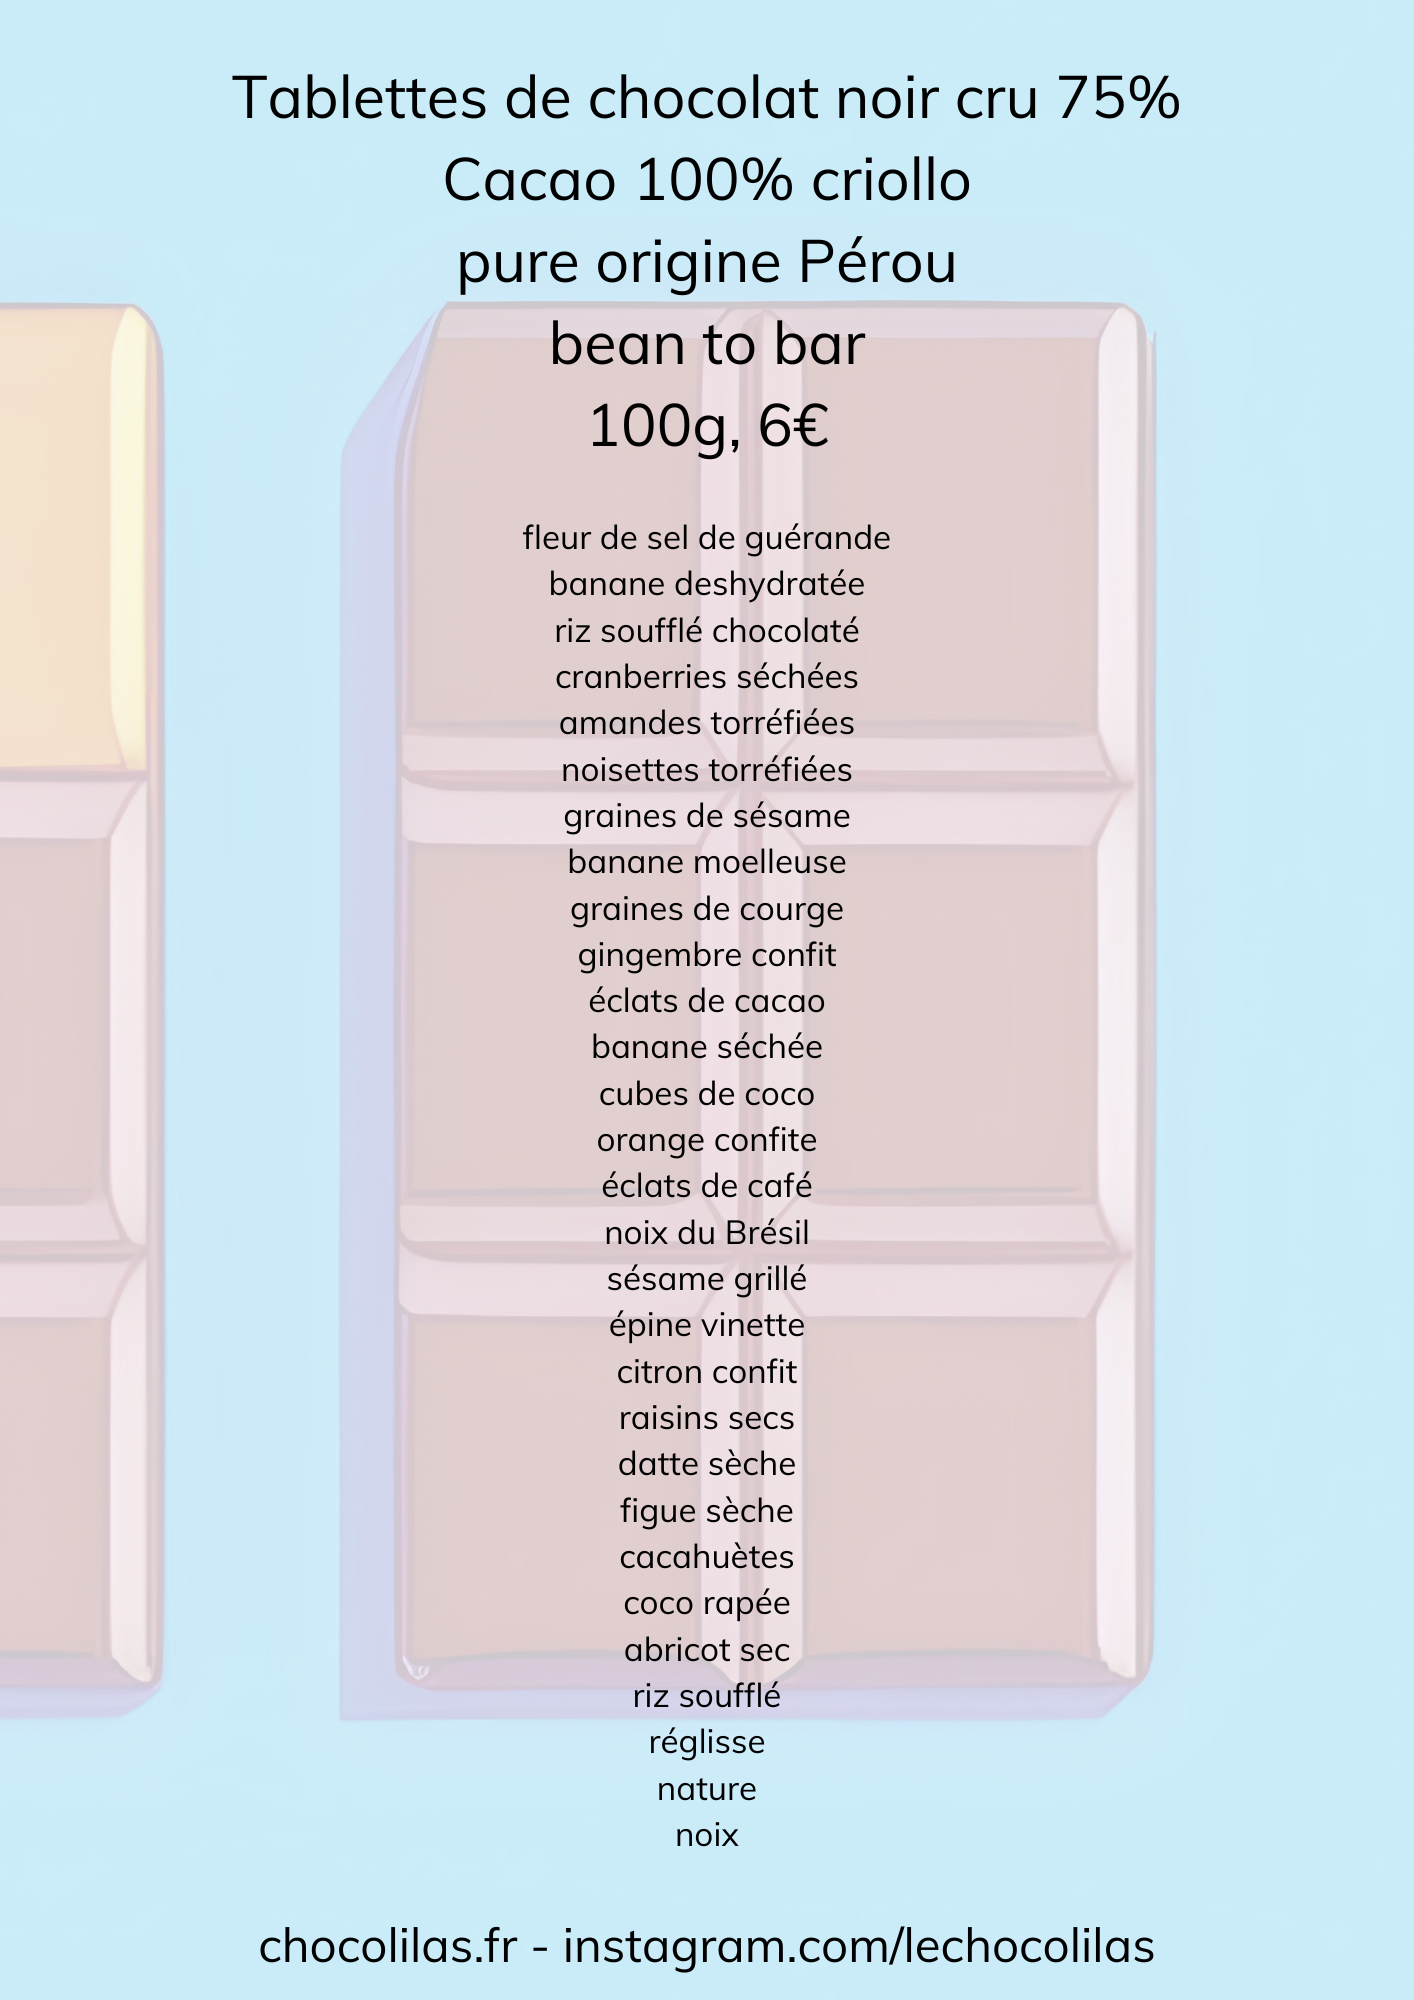 Tablettes de chocolat noir cru 75%
Cacao 100% criollo
pure origine Pérou
bean to bar
100g, 6€
fleur de sel de guérande
banane deshydratée
riz soufflé chocolaté
cranberries séchées
amandes torréfiées
noisettes torréfiées
graines de sésame
banane moelleuse
graines de courge
gingembre confit
éclats de cacao
banane séchée
cubes de coco
orange confite
éclats de café
noix du Brésil
sésame grillé
épine vinette
citron confit
raisins secs
datte sèche
figue sèche
cacahuètes
coco rapée
abricot sec
riz soufflé
réglisse
nature
noix
chocolilas.fr - instagram.com/lechocolilas